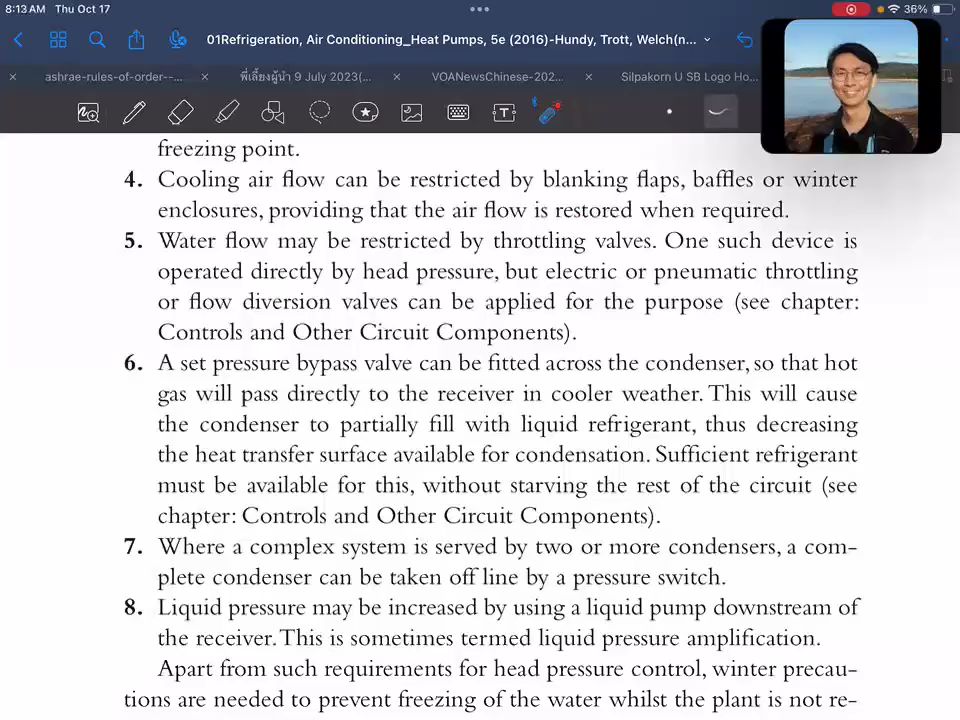 8:13 AM Thu Oct 17
36%
01Refrigeration, Air Conditioning_Heat Pumps, 5e (2016)-Hundy, Trott, Welch(n...
ashrae-rules-of-order--...
พี่เลี้ยงผู้นำ 9 July 2023(...
VOANewsChinese-202...
Silpakorn U SB Logo Ho...
freezing point.
4. Cooling air flow can be restricted by blanking flaps, baffles or winter
enclosures, providing that the air flow is restored when required.
5. Water flow may be restricted by throttling valves. One such device is
operated directly by head pressure, but electric or pneumatic throttling
or flow diversion valves can be applied for the purpose (see chapter:
Controls and Other Circuit Components).
6. A set pressure bypass valve can be fitted across the condenser, so that hot
gas will pass directly to the receiver in cooler weather. This will cause
the condenser to partially fill with liquid refrigerant, thus decreasing
the heat transfer surface available for condensation. Sufficient refrigerant
must be available for this, without starving the rest of the circuit (see
chapter: Controls and Other Circuit Components).
7. Where a complex system is served by two or more condensers, a com-
plete condenser can be taken off line by a pressure switch.
8. Liquid pressure may be increased by using a liquid pump downstream of
the receiver. This is sometimes termed liquid pressure amplification.
Apart from such requirements for head pressure control, winter precau-
tions are needed to prevent freezing of the water whilst the plant is not re-